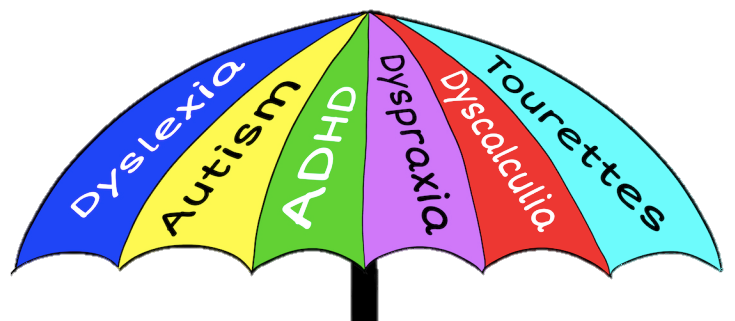 Dyslexia
Autism
ADHD
Dyspraxia
Dyscalculia
Tourettes